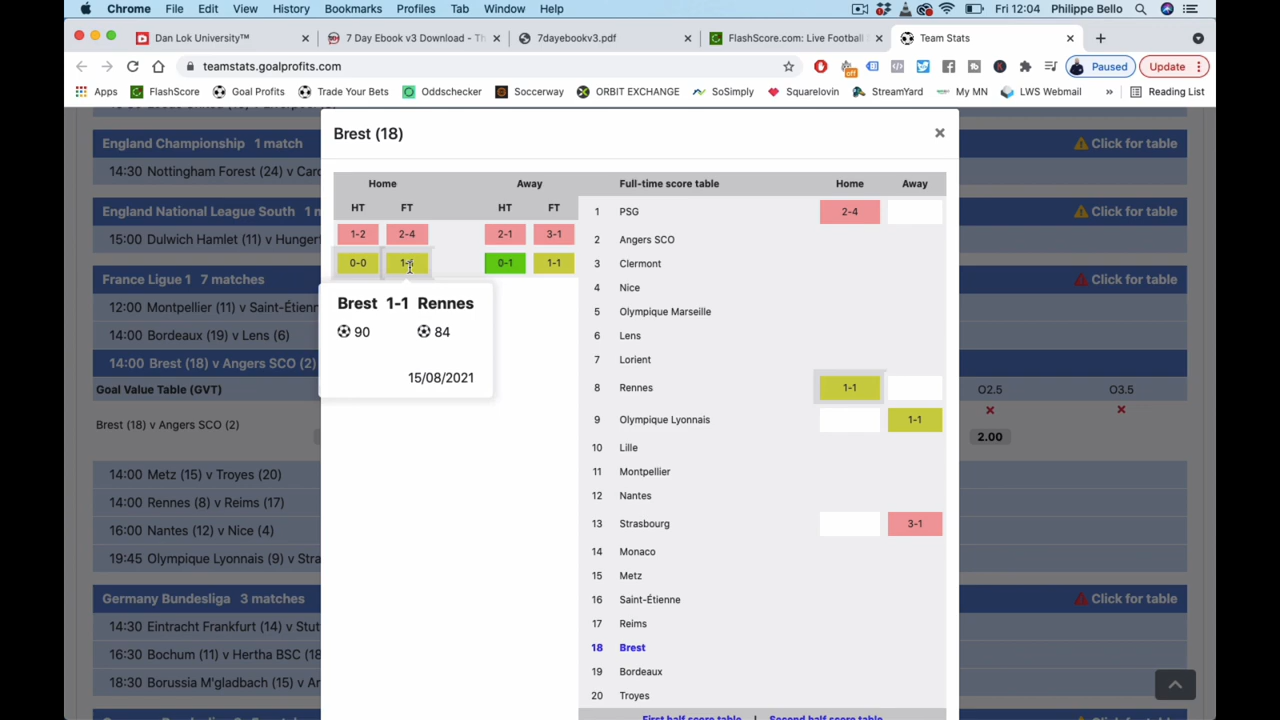 Chrome File Edit View History Bookmarks Profiles Tab Window Help Fri 12:04 Philippe Bello
Dan Lok University™ 7 Day Ebook v3 Download - Th 7dayebookv3.pdf FlashScore.com: Live Football Team Stats
teamstats.goalprofits.com off Paused Update
Apps FlashScore Goal Profits Trade Your Bets Oddschecker Soccerway ORBIT EXCHANGE SoSimply Squarelovin StreamYard My MN LWS Webmail » Reading List
Brest (18)
England Championship 1 match Click for table
14:30 Nottingham Forest (24) v Card
England National League South 1 m Click for table
15:00 Dulwich Hamlet (11) v Hungerf
France Ligue 1 7 matches Click for table
12:00 Montpellier (11) v Saint-Étienn
14:00 Bordeaux (19) v Lens (6)
14:00 Brest (18) v Angers SCO (2)
Goal Value Table (GVT) O2.5 O3.5
Brest (18) v Angers SCO (2)
2.00
14:00 Metz (15) v Troyes (20)
14:00 Rennes (8) v Reims (17)
16:00 Nantes (12) v Nice (4)
19:45 Olympique Lyonnais (9) v Stra
Germany Bundesliga 3 matches Click for table
14:30 Eintracht Frankfurt (14) v Stut
16:30 Bochum (11) v Hertha BSC (18
18:30 Borussia M'gladbach (15) v Ar
Home Away
HT FT HT FT
1-2 2-4 2-1 3-1
0-0 0-1 1-1
Brest 1-1 Rennes
90 84
15/08/2021
Full-time score table Home Away
1 PSG 2-4
2 Angers SCO
3 Clermont
4 Nice
5 Olympique Marseille
6 Lens
7 Lorient
8 Rennes 1-1
9 Olympique Lyonnais 1-1
10 Lille
11 Montpellier
12 Nantes
13 Strasbourg 3-1
14 Monaco
15 Metz
16 Saint-Étienne
17 Reims
18 Brest
19 Bordeaux
20 Troyes
First half score table | Second half score table